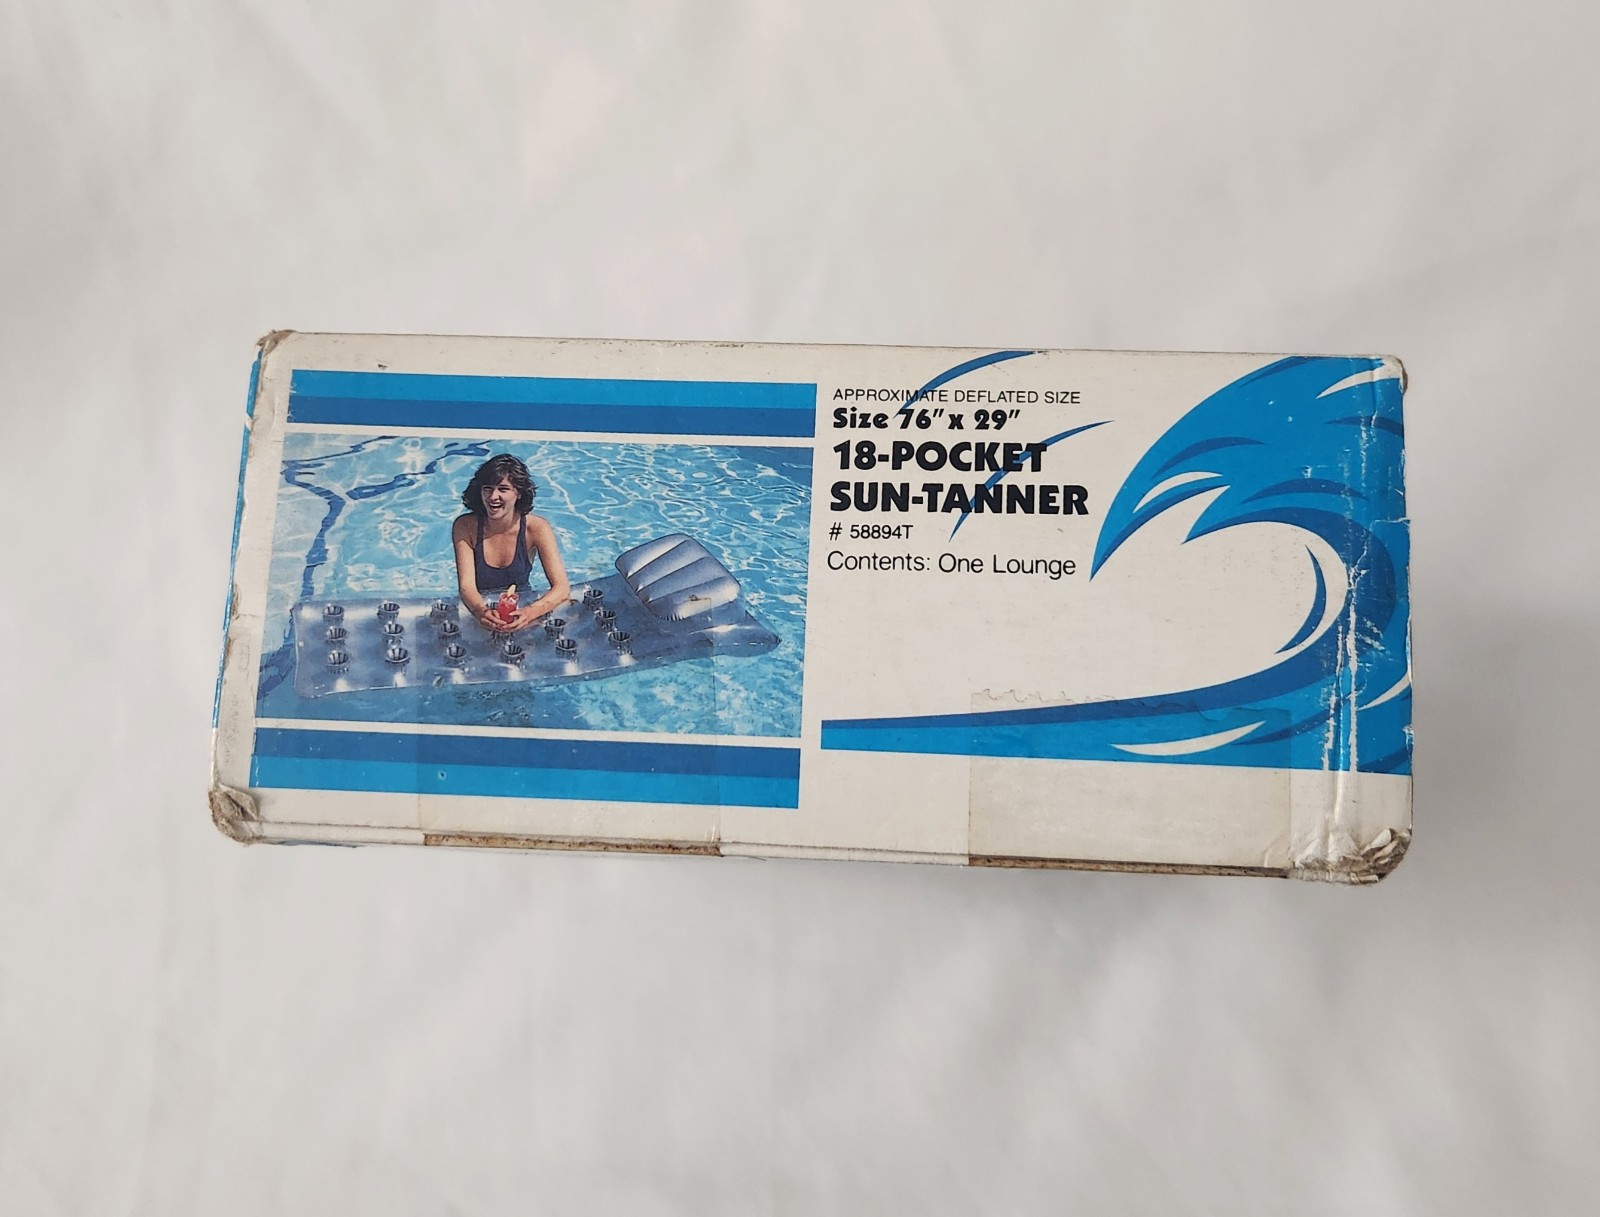 APPROXIMATE DEFLATED SIZE
Size 76" x 29"
18-POCKET
SUN-TANNER
# 58894T
Contents: One Lounge